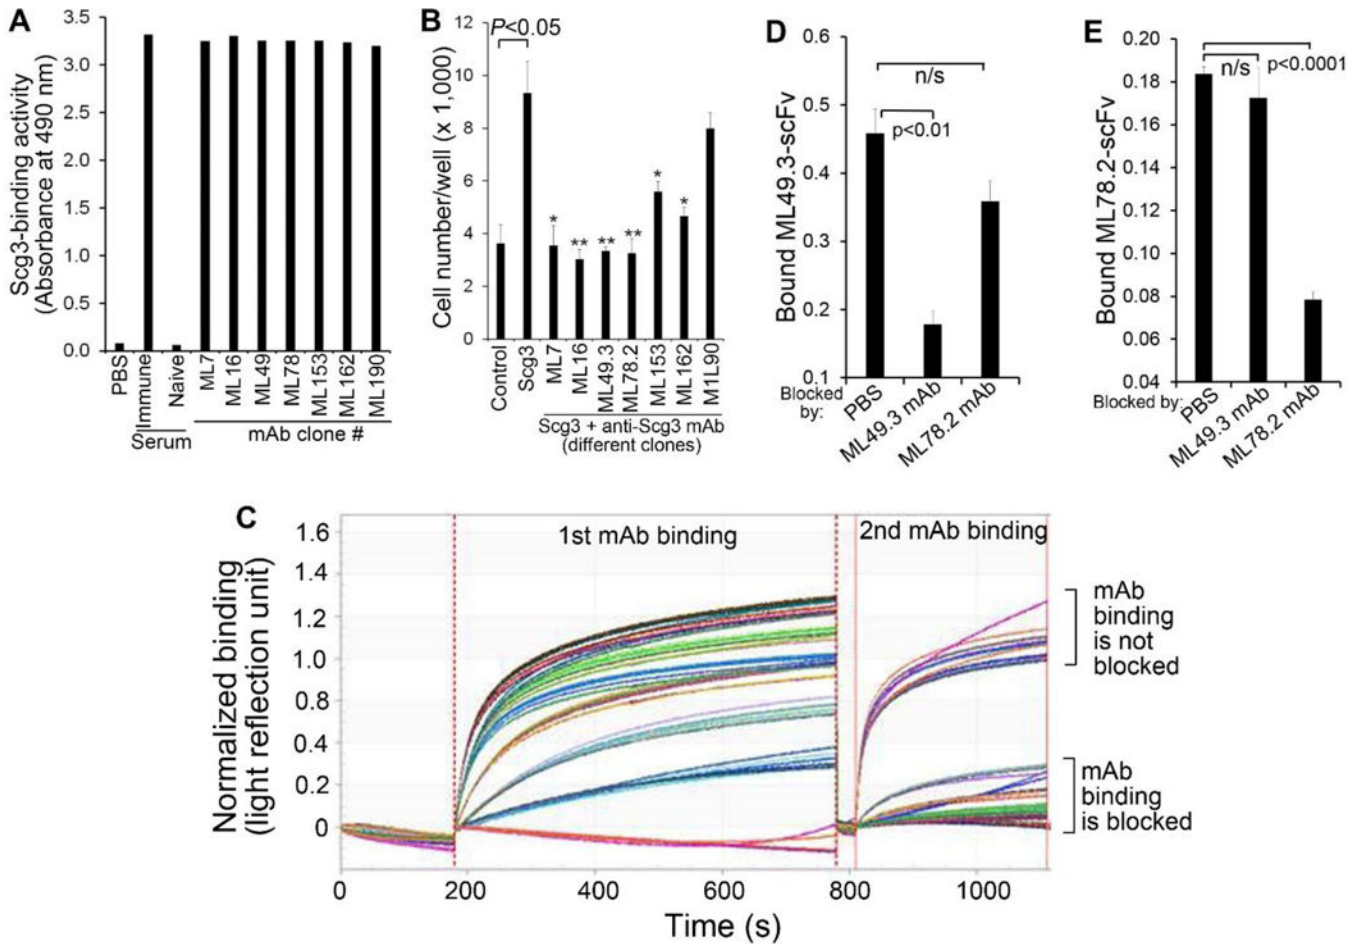 A
Scg3-binding activity
(Absorbance at 490 nm)
3.5
3.0
2.5
2.0
1.5
1.0
0.5
0.0
PBS
Immune
Naive
ML7
ML16
ML49
ML78
ML153
ML162
ML190
Serum
mAb clone #
B
Cell number/well (x 1,000)
12
10
8
6
4
2
0
P<0.05
*
**
**
**
*
*
Control
Scg3
ML7
ML16
ML49.3
ML78.2
ML153
ML162
M1L90
Scg3 + anti-Scg3 mAb
(different clones)
D
Bound ML49.3-scFv
0.6
0.5
0.4
0.3
0.2
0.1
n/s
p<0.01
Blocked
by:
PBS
ML49.3 mAb
ML78.2 mAb
E
Bound ML78.2-scFv
0.20
0.18
0.16
0.14
0.12
0.10
0.08
0.06
0.04
n/s
p<0.0001
Blocked by:
PBS
ML49.3 mAb
ML78.2 mAb
C
Normalized binding
(light reflection unit)
1.6
1.4
1.2
1.0
0.8
0.4
0.2
0
1st mAb binding
2nd mAb binding
mAb
binding
is not
blocked
mAb
binding
is blocked
0
200
400
600
800
1000
Time (s)